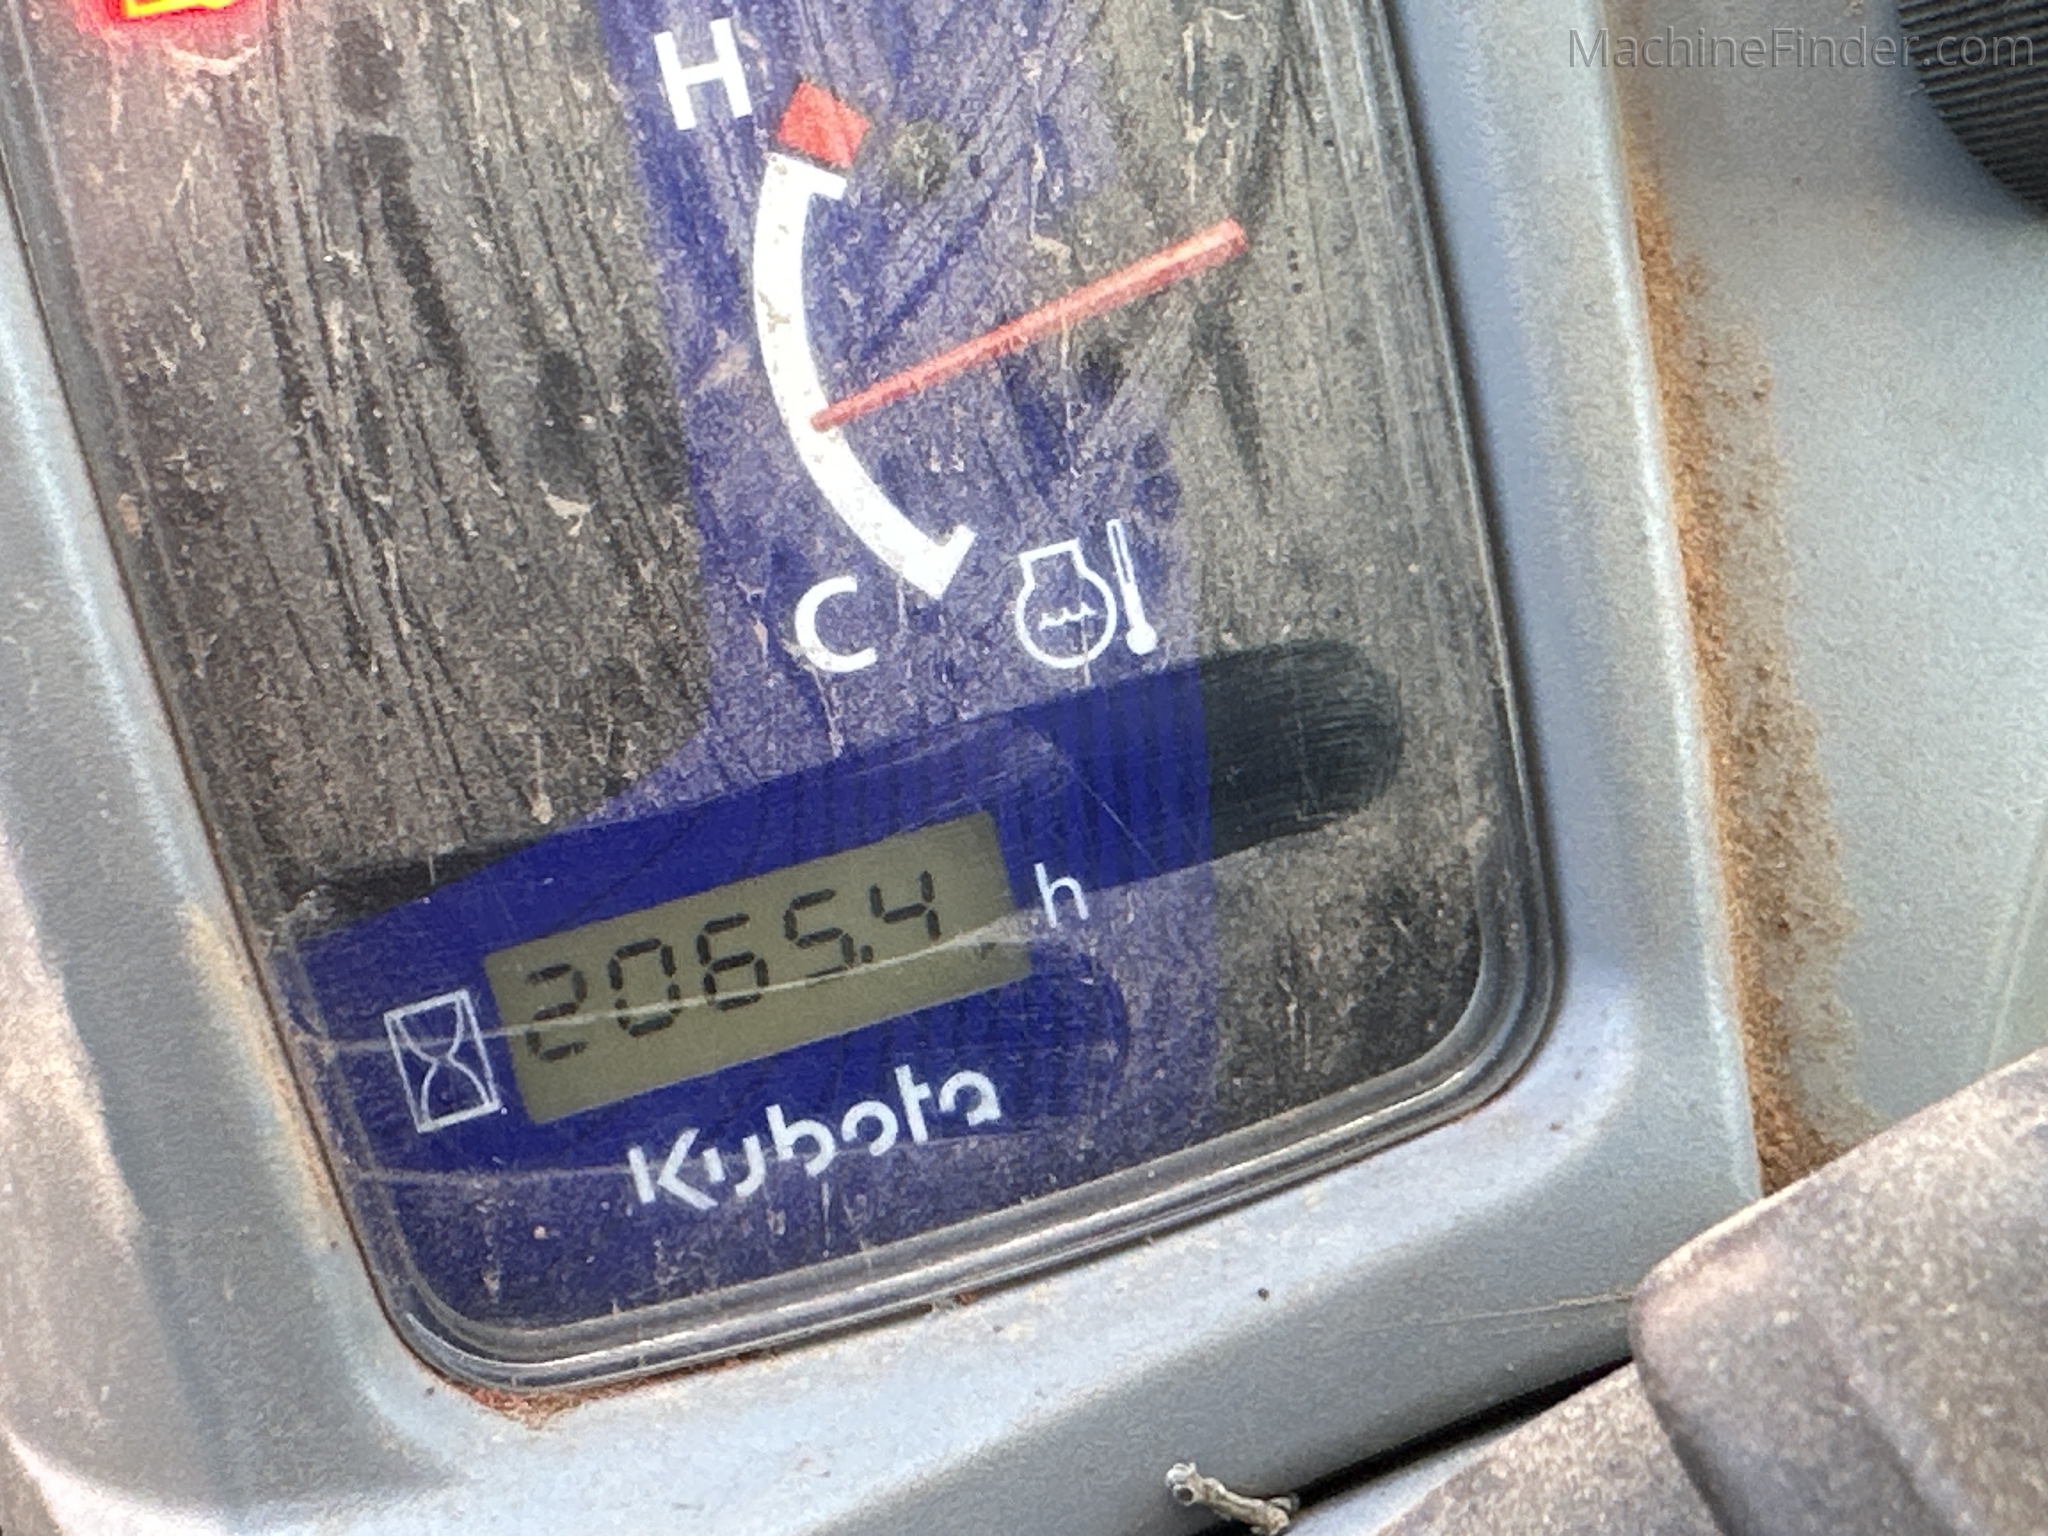 MachineFinder.com
H
C
2065.4 h
Kubota